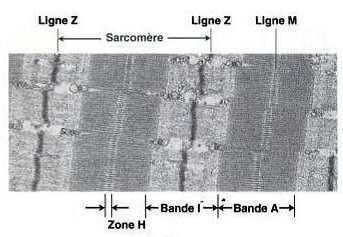 Ligne Z Ligne Z Ligne M
Sarcomère
Bande I Bande A
Zone H